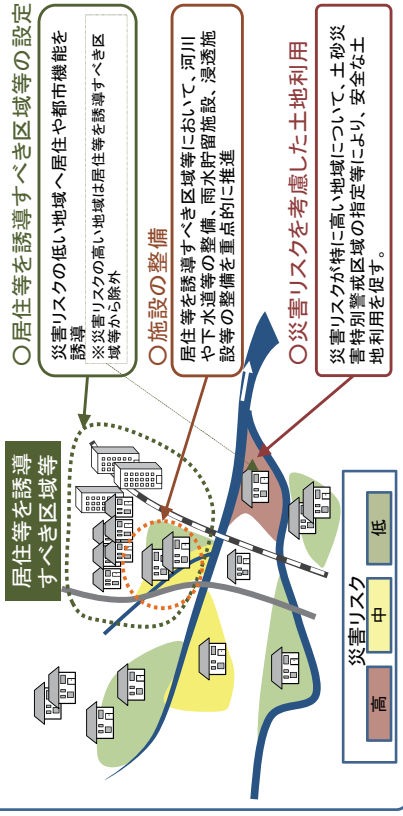 ○居住等を誘導すべき区域等の設定
災害リスクの低い地域へ居住や都市機能を
誘導
※災害リスクの高い地域は居住等を誘導すべき区
域等から除外
○施設の整備
居住等を誘導すべき区域等において、河川
や下水道等の整備、雨水貯留施設、浸透施
設等の整備を重点的に推進
○災害リスクを考慮した土地利用
災害リスクが特に高い地域について、土砂災
害特別警戒区域の指定等により、安全な土
地利用を促す。
居住等を誘導
すべき区域等
災害リスク
高
中
低